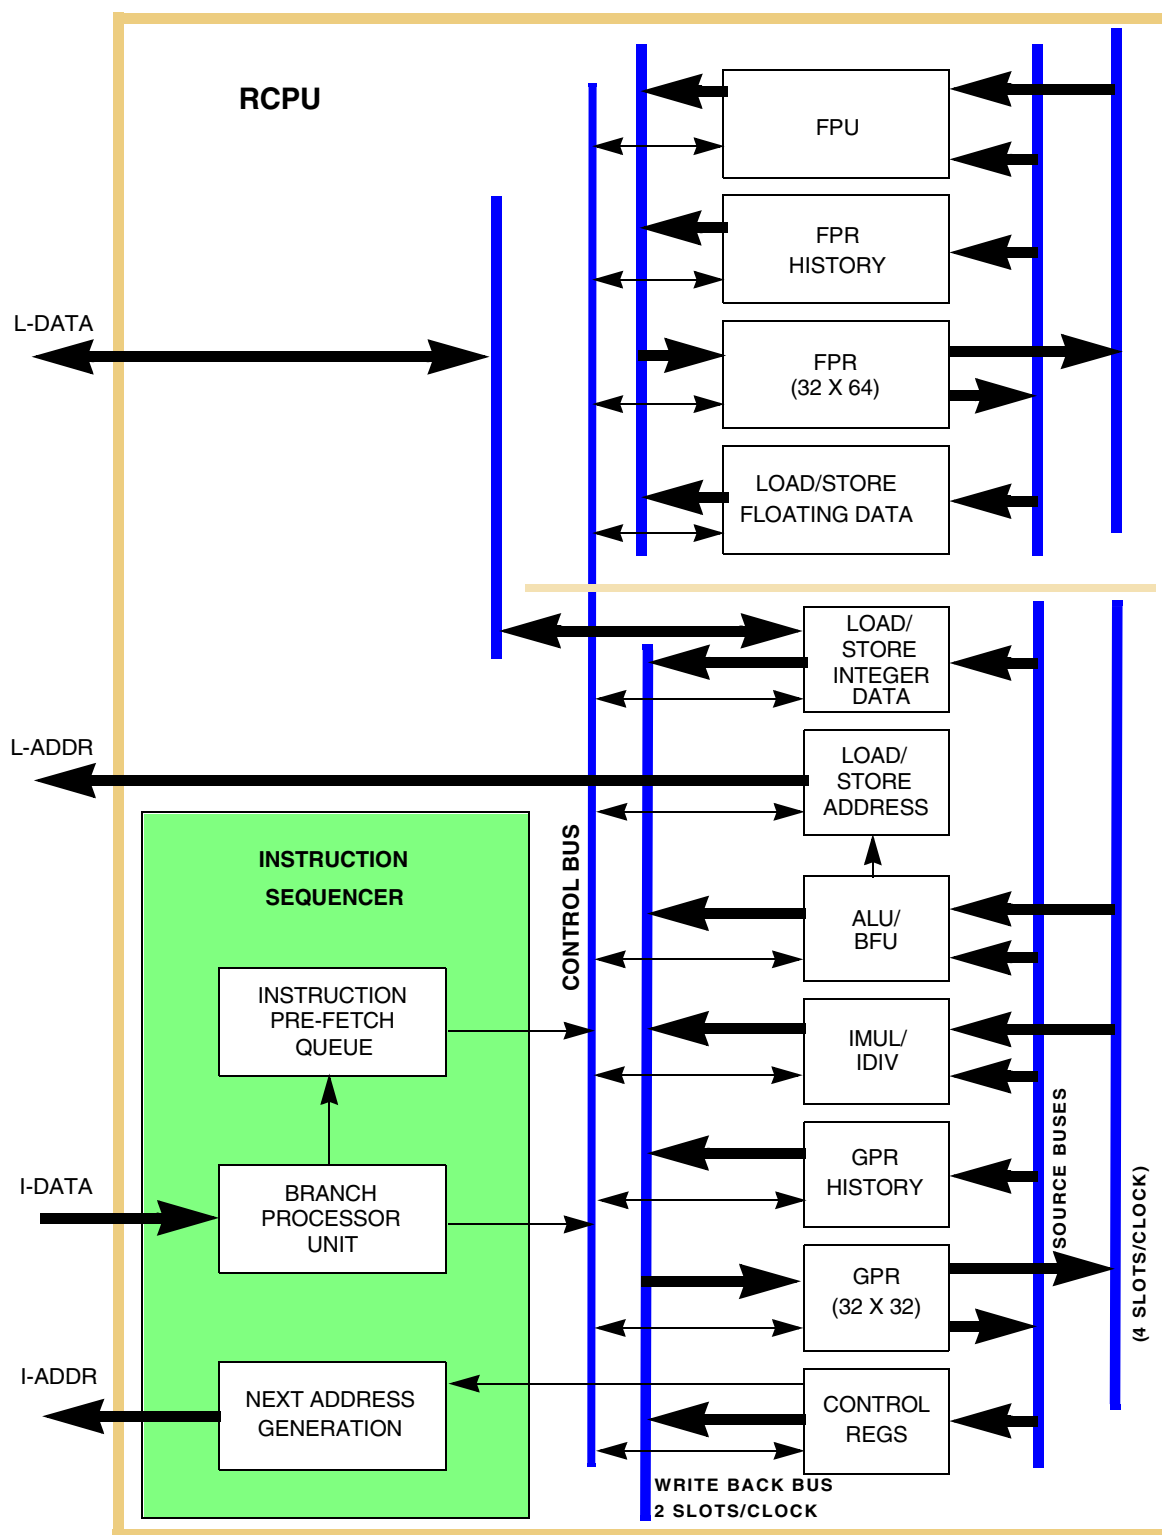 RCPU
FPU
FPR
HISTORY
L-DATA
FPR
(32 X 64)
LOAD/STORE
FLOATING DATA
LOAD/
STORE
INTEGER
DATA
L-ADDR
LOAD/
STORE
ADDRESS
CONTROL BUS
INSTRUCTION
SEQUENCER
ALU/
BFU
INSTRUCTION
PRE-FETCH
QUEUE
IMUL/
IDIV
SOURCE BUSES
(4 SLOTS/CLOCK)
GPR
HISTORY
I-DATA
BRANCH
PROCESSOR
UNIT
GPR
(32 X 32)
I-ADDR
NEXT ADDRESS
GENERATION
CONTROL
REGS
WRITE BACK BUS
2 SLOTS/CLOCK